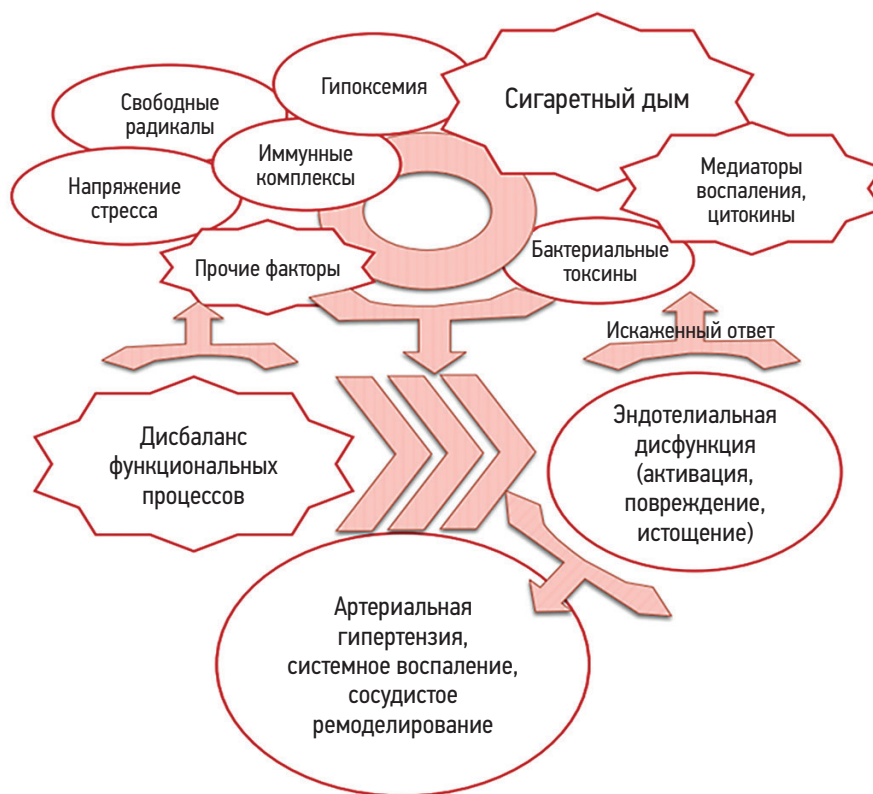 Гипоксемия
Сигаретный дым
Свободные
радикалы
Иммунные
комплексы
Медиаторы
воспаления,
цитокины
Напряжение
стресса
Прочие факторы
Бактериальные
токсины
Искаженный ответ
Дисбаланс
функциональных
процессов
Эндотелиальная
дисфункция
(активация,
повреждение,
истощение)
Артериальная
гипертензия,
системное воспаление,
сосудистое
ремоделирование